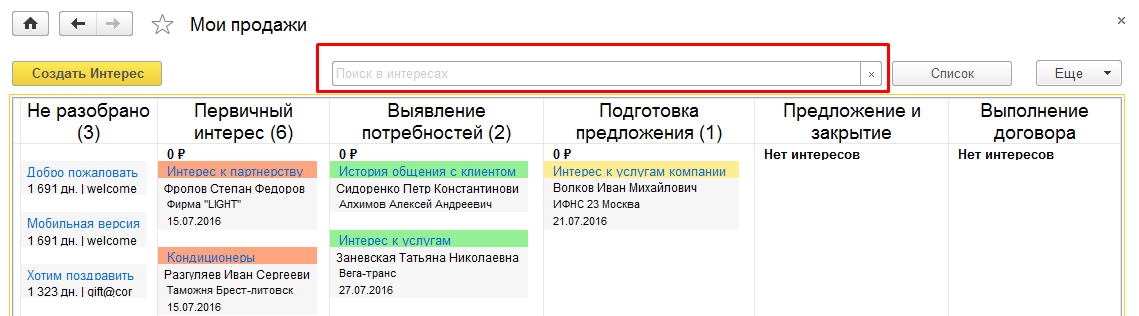 Мои продажи
Создать Интерес
Поиск в интересах
Список
Еще
Не разобрано
(3)
Добро пожаловать
1 691 дн. | welcome
Мобильная версия
1 691 дн. | welcome
Хотим поздравить
1 323 дн. | gift@cor
Первичный
интерес (6)
0 ₽
Интерес к партнерству
Фролов Степан Федоров
Фирма "LIGHT"
15.07.2016
Кондиционеры
Разгуляев Иван Сергееви
Таможня Брест-литовск
15.07.2016
Выявление
потребностей (2)
0 ₽
История общения с клиентом
Сидоренко Петр Константинови
Алхимов Алексей Андреевич
Интерес к услугам
Заневская Татьяна Николаевна
Вега-транс
27.07.2016
Подготовка
предложения (1)
0 ₽
Интерес к услугам компании
Волков Иван Михайлович
ИФНС 23 Москва
21.07.2016
Предложение и
закрытие
Нет интересов
Выполнение
договора
Нет интересов